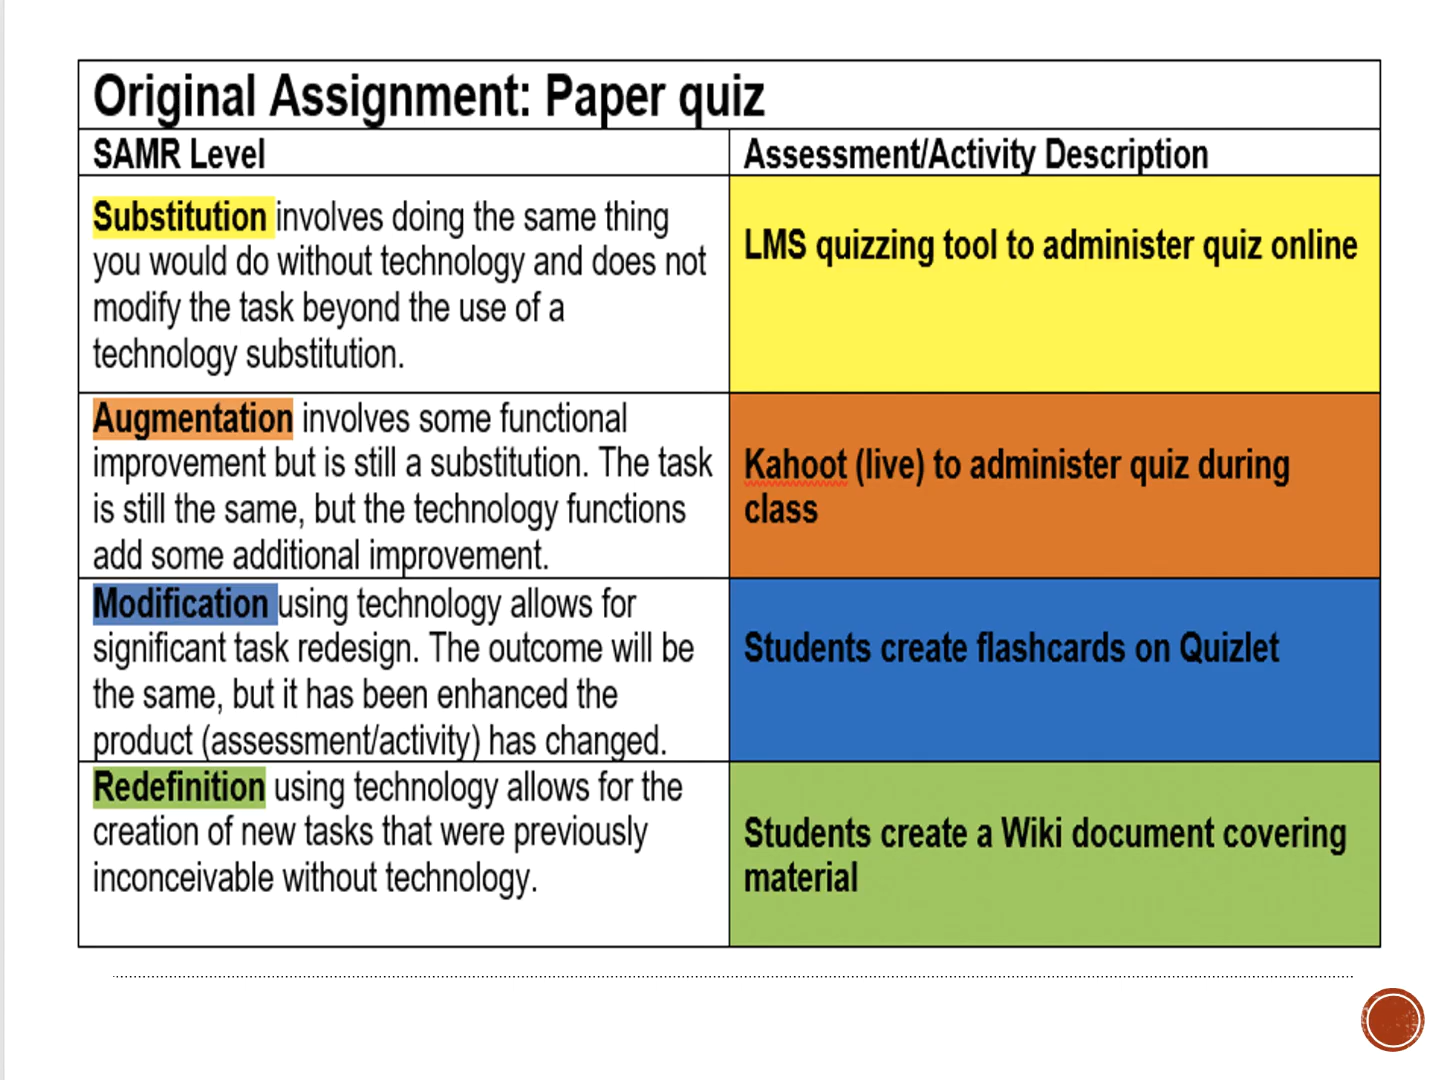 Original Assignment: Paper quiz
SAMR Level
Assessment/Activity Description
Substitution involves doing the same thing
you would do without technology and does not
modify the task beyond the use of a
technology substitution.
LMS quizzing tool to administer quiz online
Augmentation involves some functional
improvement but is still a substitution. The task
is still the same, but the technology functions
add some additional improvement.
Kahoot (live) to administer quiz during
class
Modification using technology allows for
significant task redesign. The outcome will be
the same, but it has been enhanced the
product (assessment/activity) has changed.
Students create flashcards on Quizlet
Redefinition using technology allows for the
creation of new tasks that were previously
inconceivable without technology.
Students create a Wiki document covering
material